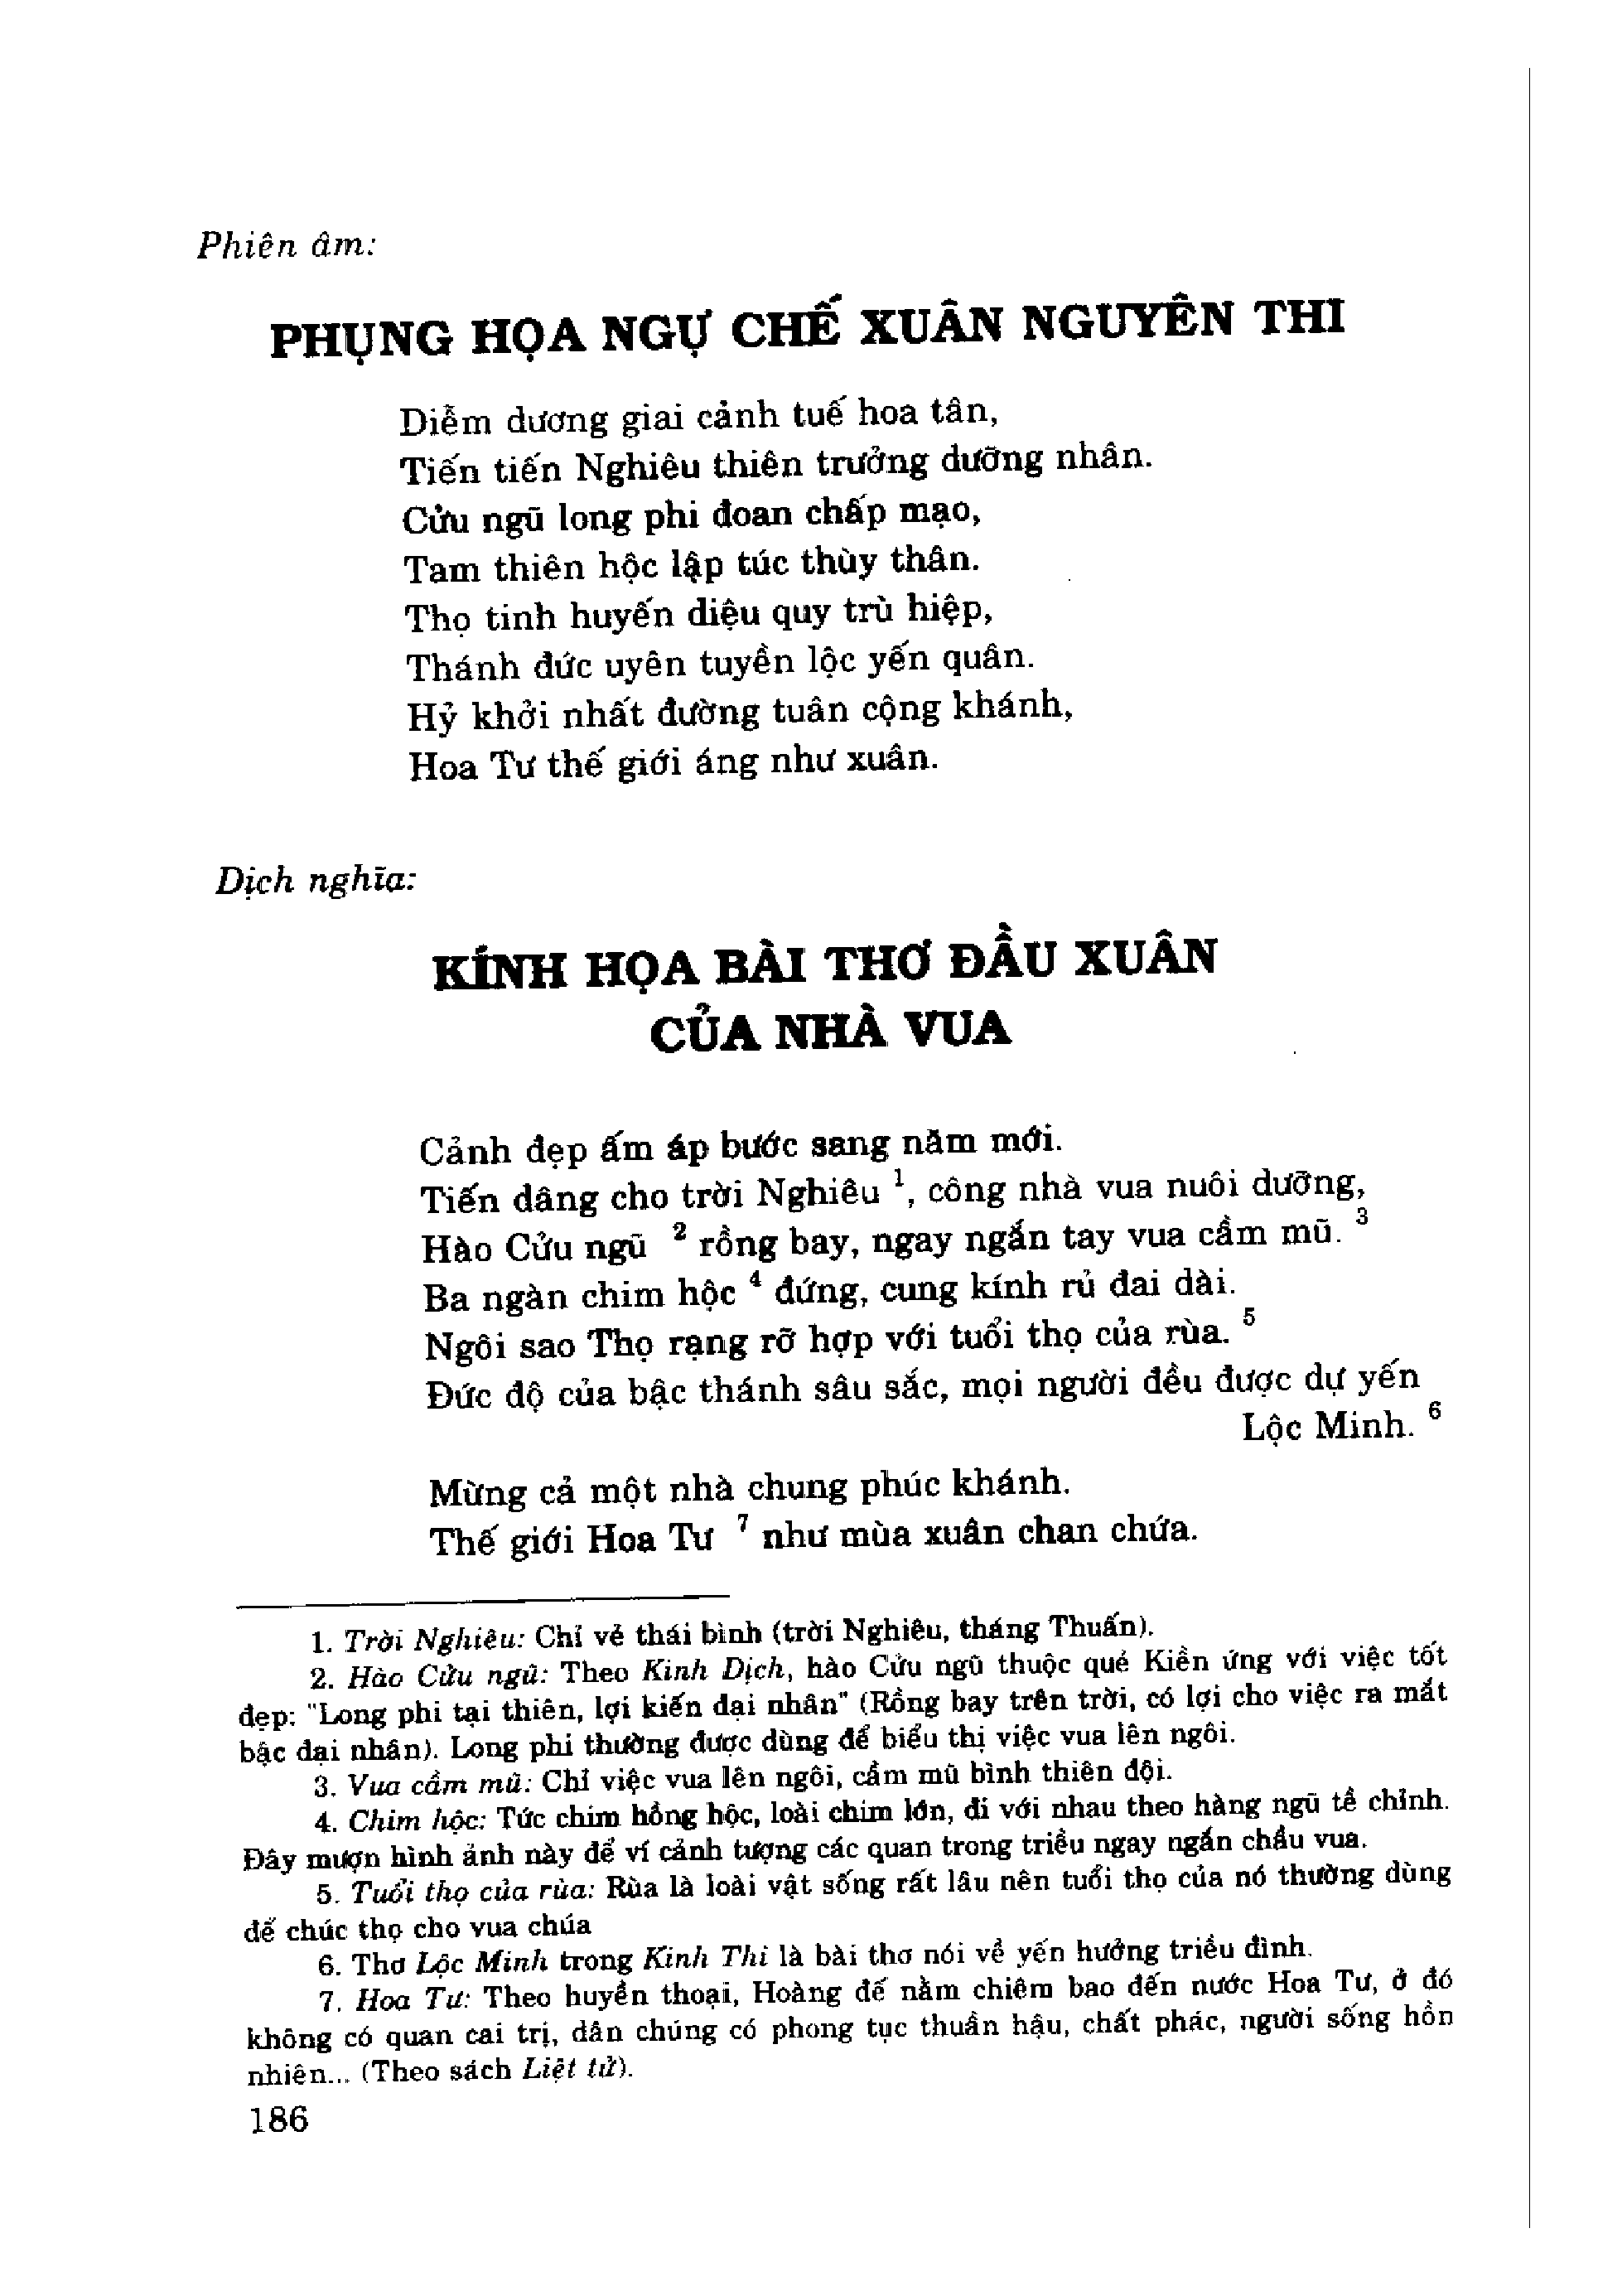 Phiên âm:
PHỤNG HỌA NGỰ CHẾ XUÂN NGUYÊN THI
Diễm dương giai cảnh tuế hoa tân,
Tiến tiến Nghiêu thiên trưởng dưỡng nhân.
Cửu ngũ long phi đoan chấp mạo,
Tam thiên hộc lập túc thùy thân.
Thọ tinh huyến diệu quy trù hiệp,
Thánh đức uyên tuyền lộc yến quân.
Hỷ khởi nhất đường tuân cộng khánh,
Hoa Tư thế giới áng như xuân.
Dịch nghĩa:
KÍNH HỌA BÀI THƠ ĐẦU XUÂN
CỦA NHÀ VUA
Cảnh đẹp ấm áp bước sang năm mới.
Tiến dâng cho trời Nghiêu 1, công nhà vua nuôi dưỡng,
Hào Cửu ngũ 2 rồng bay, ngay ngắn tay vua cầm mũ. 3
Ba ngàn chim hộc 4 đứng, cung kính rủ đai dài.
Ngôi sao Thọ rạng rỡ hợp với tuổi thọ của rùa. 5
Đức độ của bậc thánh sâu sắc, mọi người đều được dự yến
Lộc Minh. 6
Mừng cả một nhà chung phúc khánh.
Thế giới Hoa Tư 7 như mùa xuân chan chứa.
1. Trời Nghiêu: Chỉ vẻ thái bình (trời Nghiêu, tháng Thuấn).
2. Hào Cửu ngũ: Theo Kinh Dịch, hào Cửu ngũ thuộc quẻ Kiền ứng với việc tốt
đẹp: "Long phi tại thiên, lợi kiến đại nhân" (Rồng bay trên trời, có lợi cho việc ra mắt
bậc đại nhân). Long phi thường được dùng để biểu thị việc vua lên ngôi.
3. Vua cầm mũ: Chỉ việc vua lên ngôi, cầm mũ bình thiên đội.
4. Chim hộc: Tức chim hồng hộc, loài chim lớn, đi với nhau theo hàng ngũ tề chỉnh.
Đây mượn hình ảnh này để ví cảnh tượng các quan trong triều ngay ngắn chầu vua.
5. Tuổi thọ của rùa: Rùa là loài vật sống rất lâu nên tuổi thọ của nó thường dùng
để chúc thọ cho vua chúa
6. Thơ Lộc Minh trong Kinh Thi là bài thơ nói về yến hưởng triều đình.
7. Hoa Tư: Theo huyền thoại, Hoàng đế nằm chiêm bao đến nước Hoa Tư, ở đó
không có quan cai trị, dân chúng có phong tục thuần hậu, chất phác, người sống hồn
nhiên... (Theo sách Liệt tử).
186